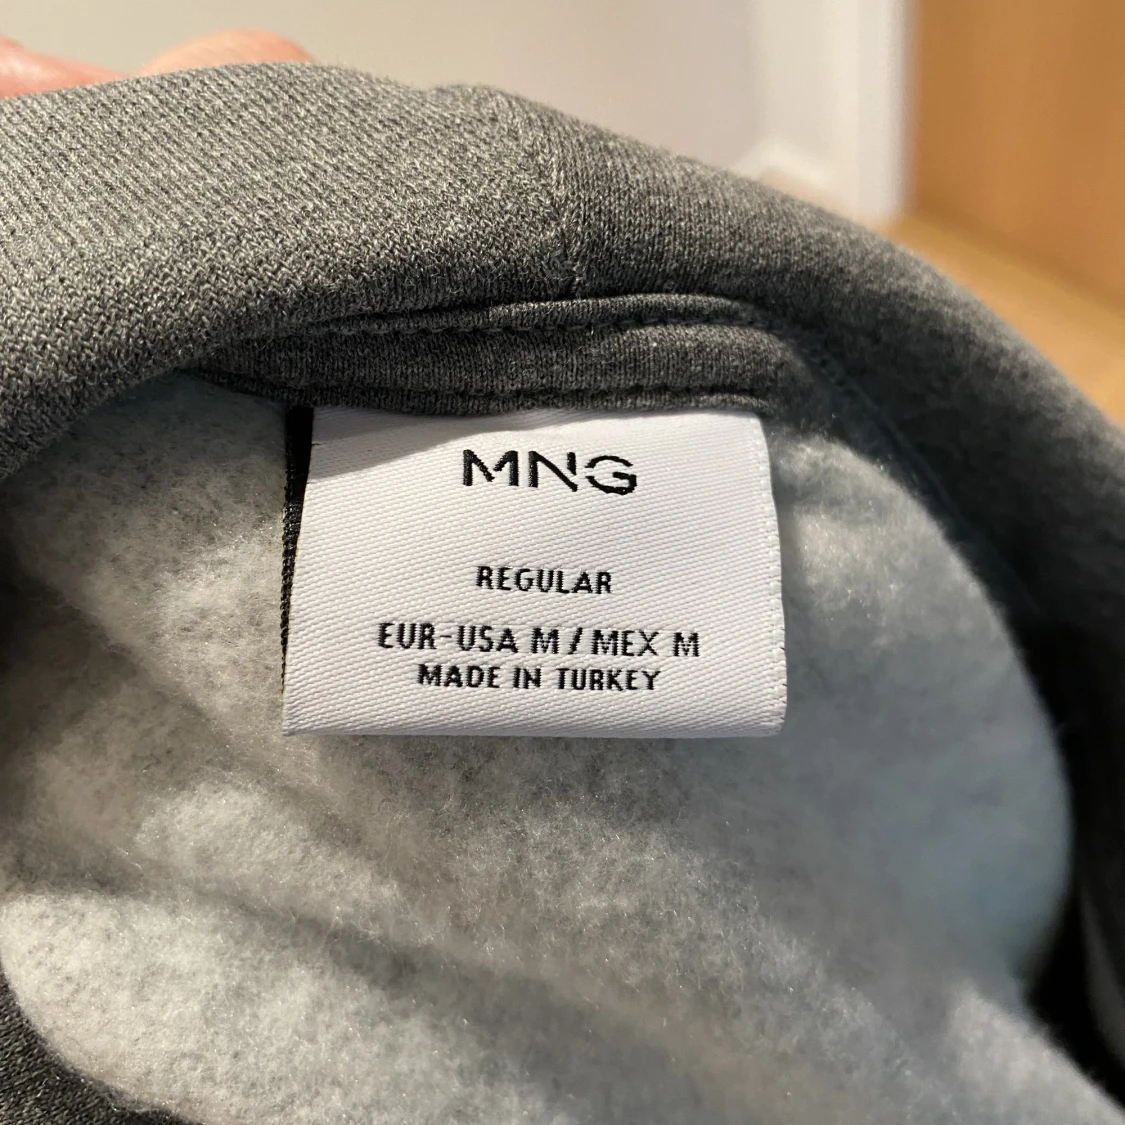 MNG
REGULAR
EUR-USA M / MEX M
MADE IN TURKEY